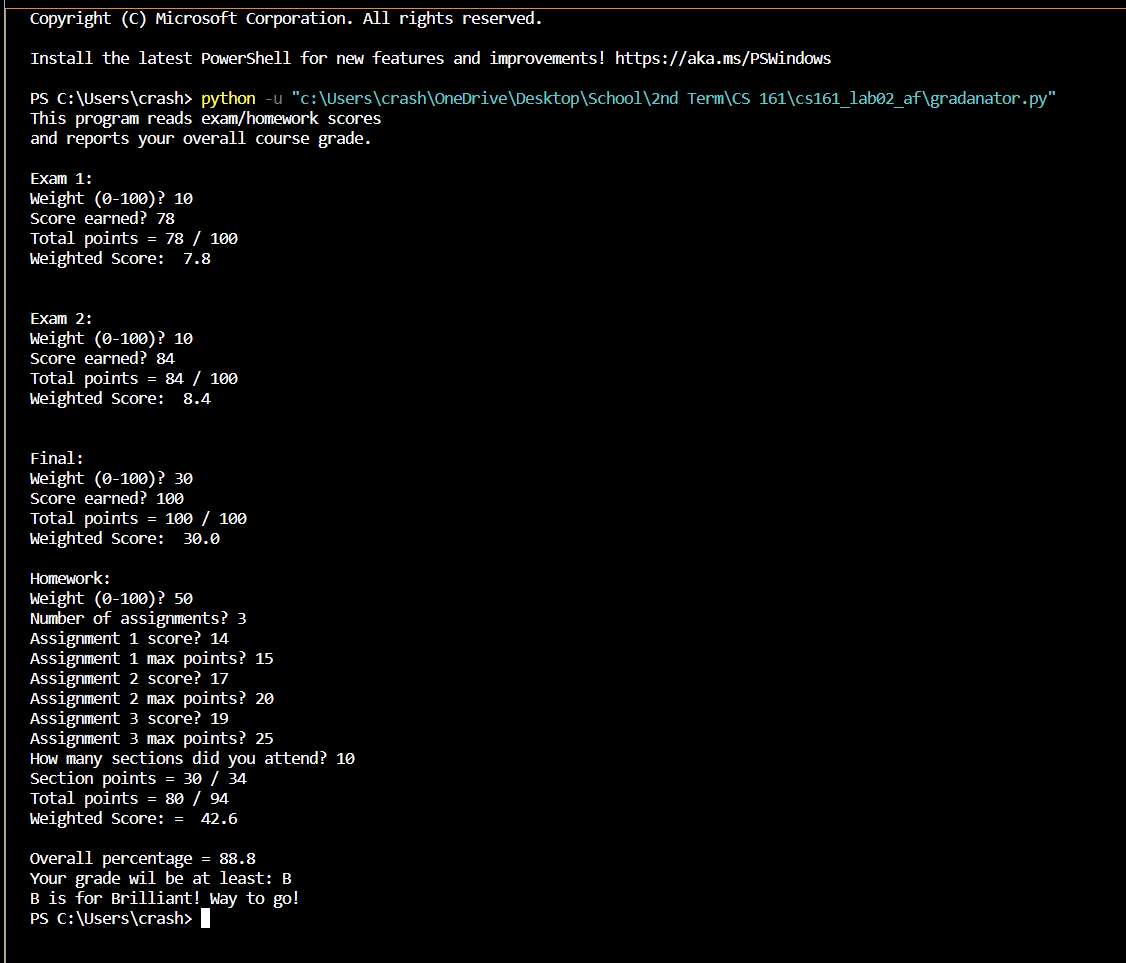 Copyright (C) Microsoft Corporation. All rights reserved.
Install the latest PowerShell for new features and improvements! https://aka.ms/PSWindows
PS C:\Users\crash> python -u "c:\Users\crash\OneDrive\Desktop\School\2nd Term\CS 161\cs161_lab02_af\gradanator.py"
This program reads exam/homework scores
and reports your overall course grade.
Exam 1:
Weight (0-100)? 10
Score earned? 78
Total points = 78 / 100
Weighted Score:  7.8
Exam 2:
Weight (0-100)? 10
Score earned? 84
Total points = 84 / 100
Weighted Score:  8.4
Final:
Weight (0-100)? 30
Score earned? 100
Total points = 100 / 100
Weighted Score:  30.0
Homework:
Weight (0-100)? 50
Number of assignments? 3
Assignment 1 score? 14
Assignment 1 max points? 15
Assignment 2 score? 17
Assignment 2 max points? 20
Assignment 3 score? 19
Assignment 3 max points? 25
How many sections did you attend? 10
Section points = 30 / 34
Total points = 80 / 94
Weighted Score: =  42.6
Overall percentage = 88.8
Your grade wil be at least: B
B is for Brilliant! Way to go!
PS C:\Users\crash>